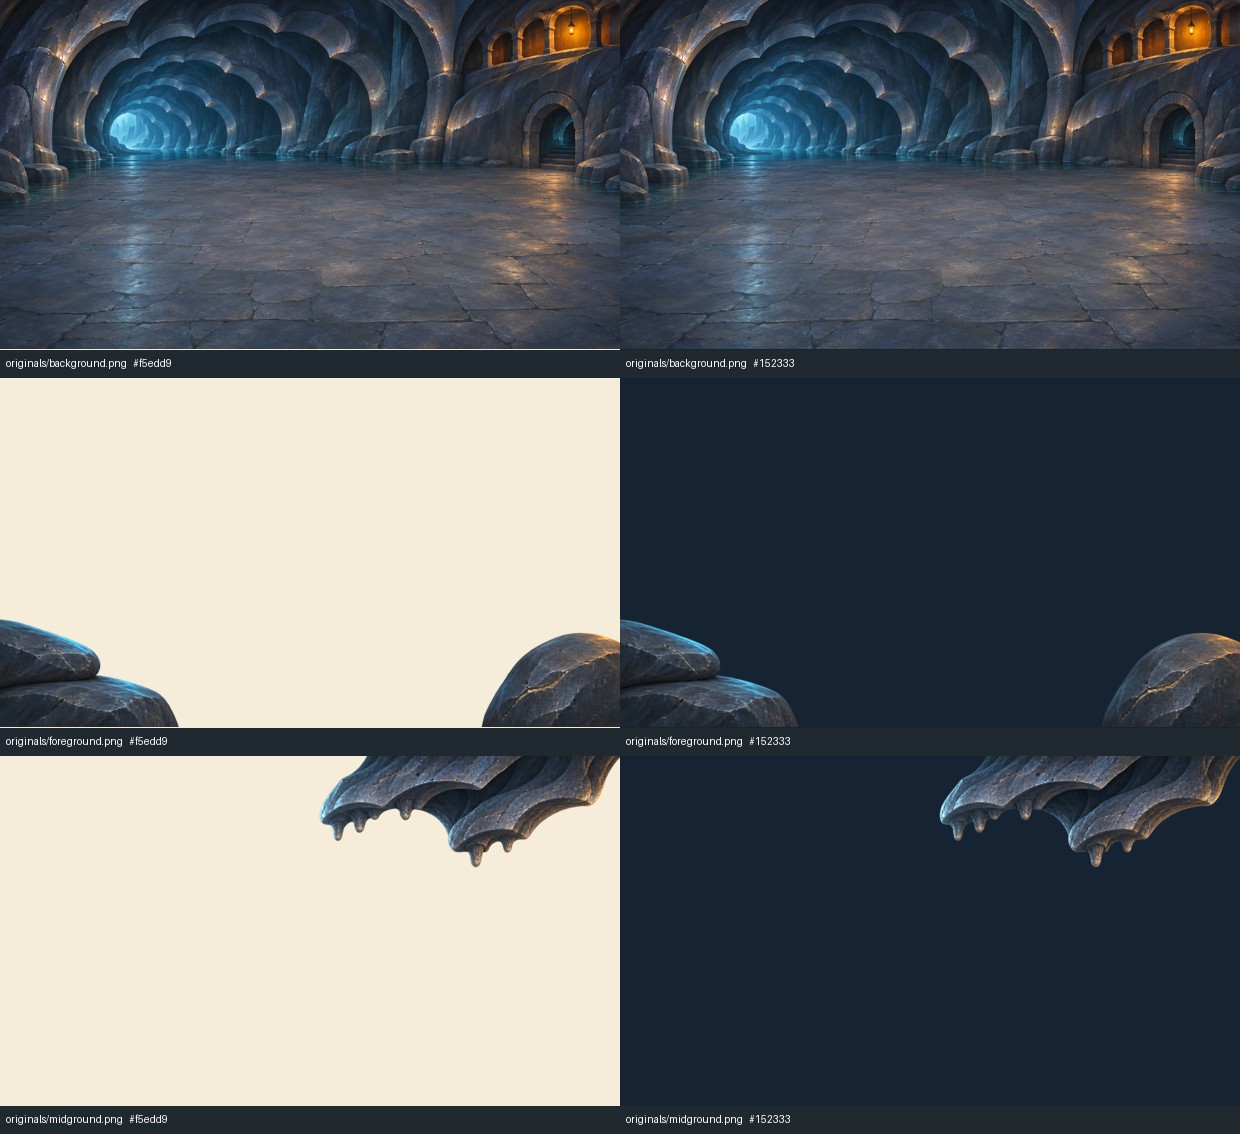 originals/background.png #f5edd9
originals/background.png #152333
originals/foreground.png #f5edd9
originals/foreground.png #152333
originals/midground.png #f5edd9
originals/midground.png #152333